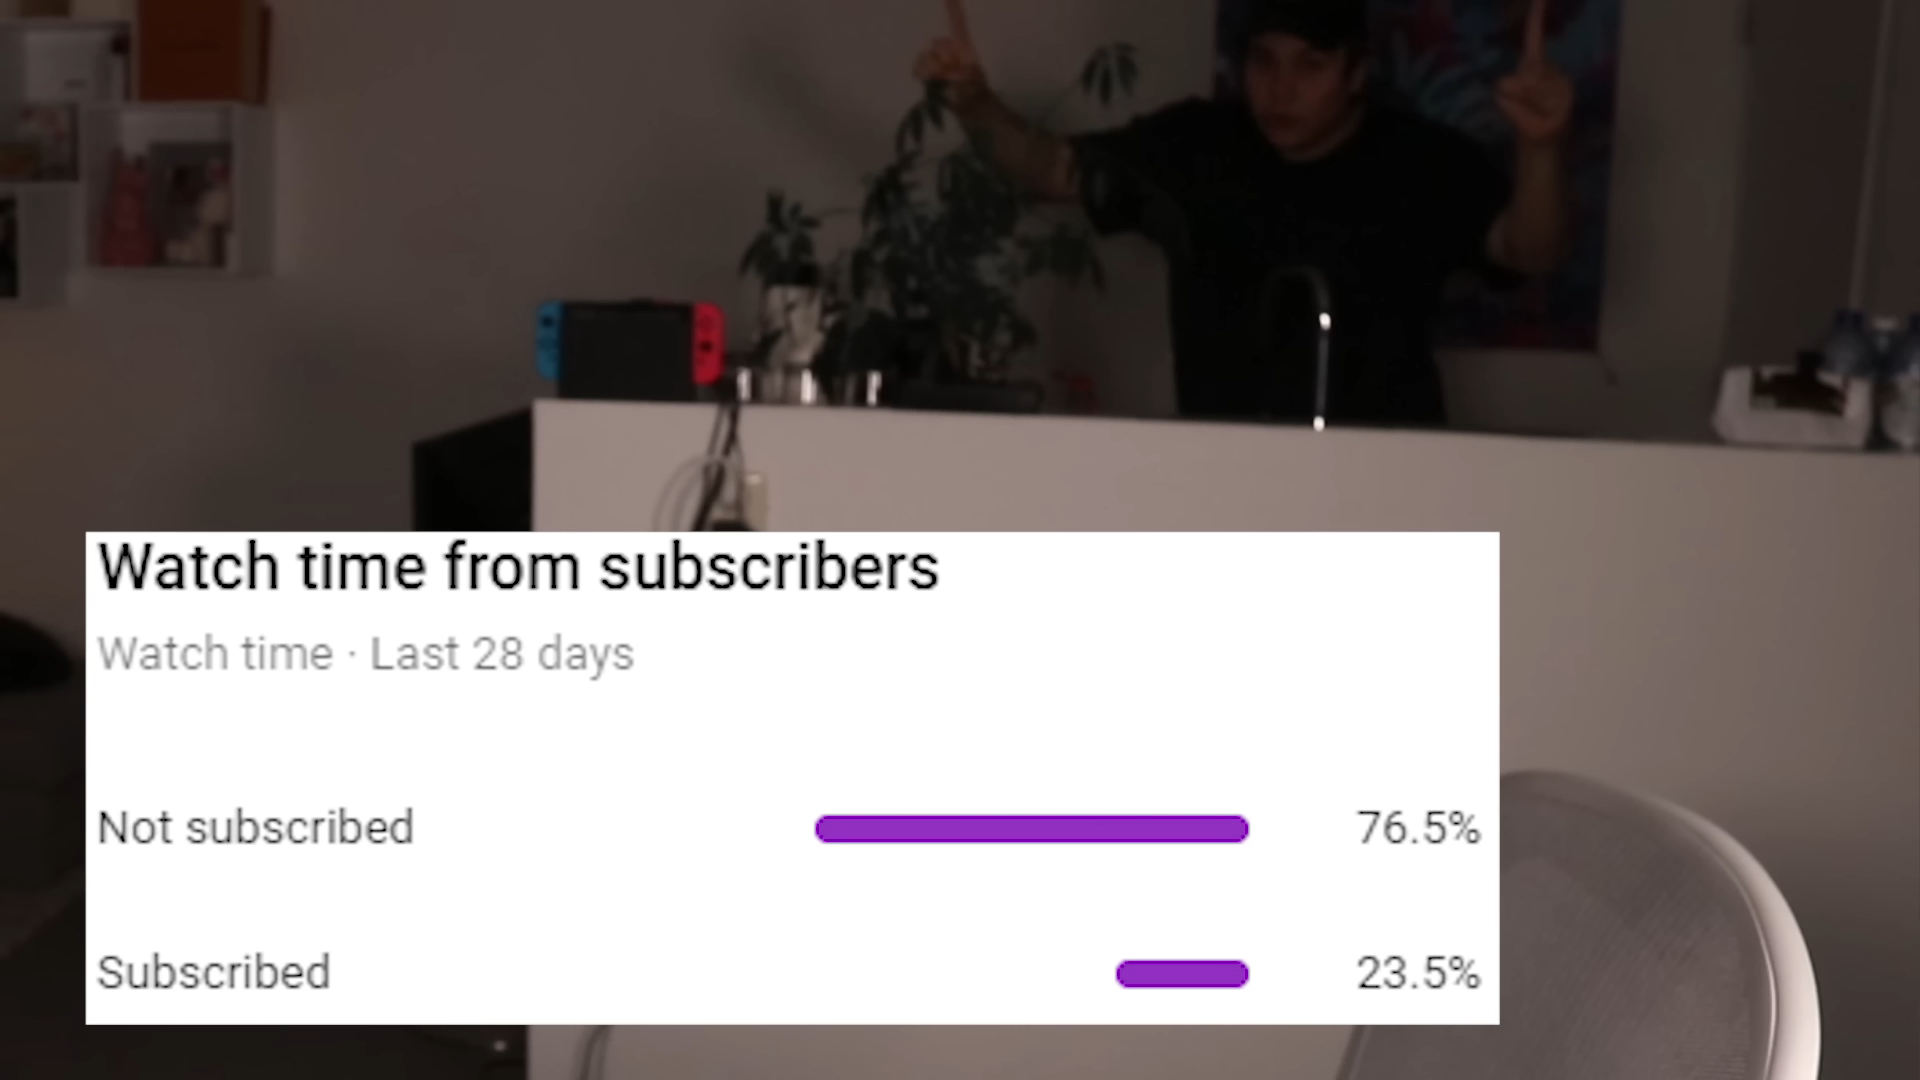 Watch time from subscribers
Watch time · Last 28 days
Not subscribed 76.5%
Subscribed 23.5%